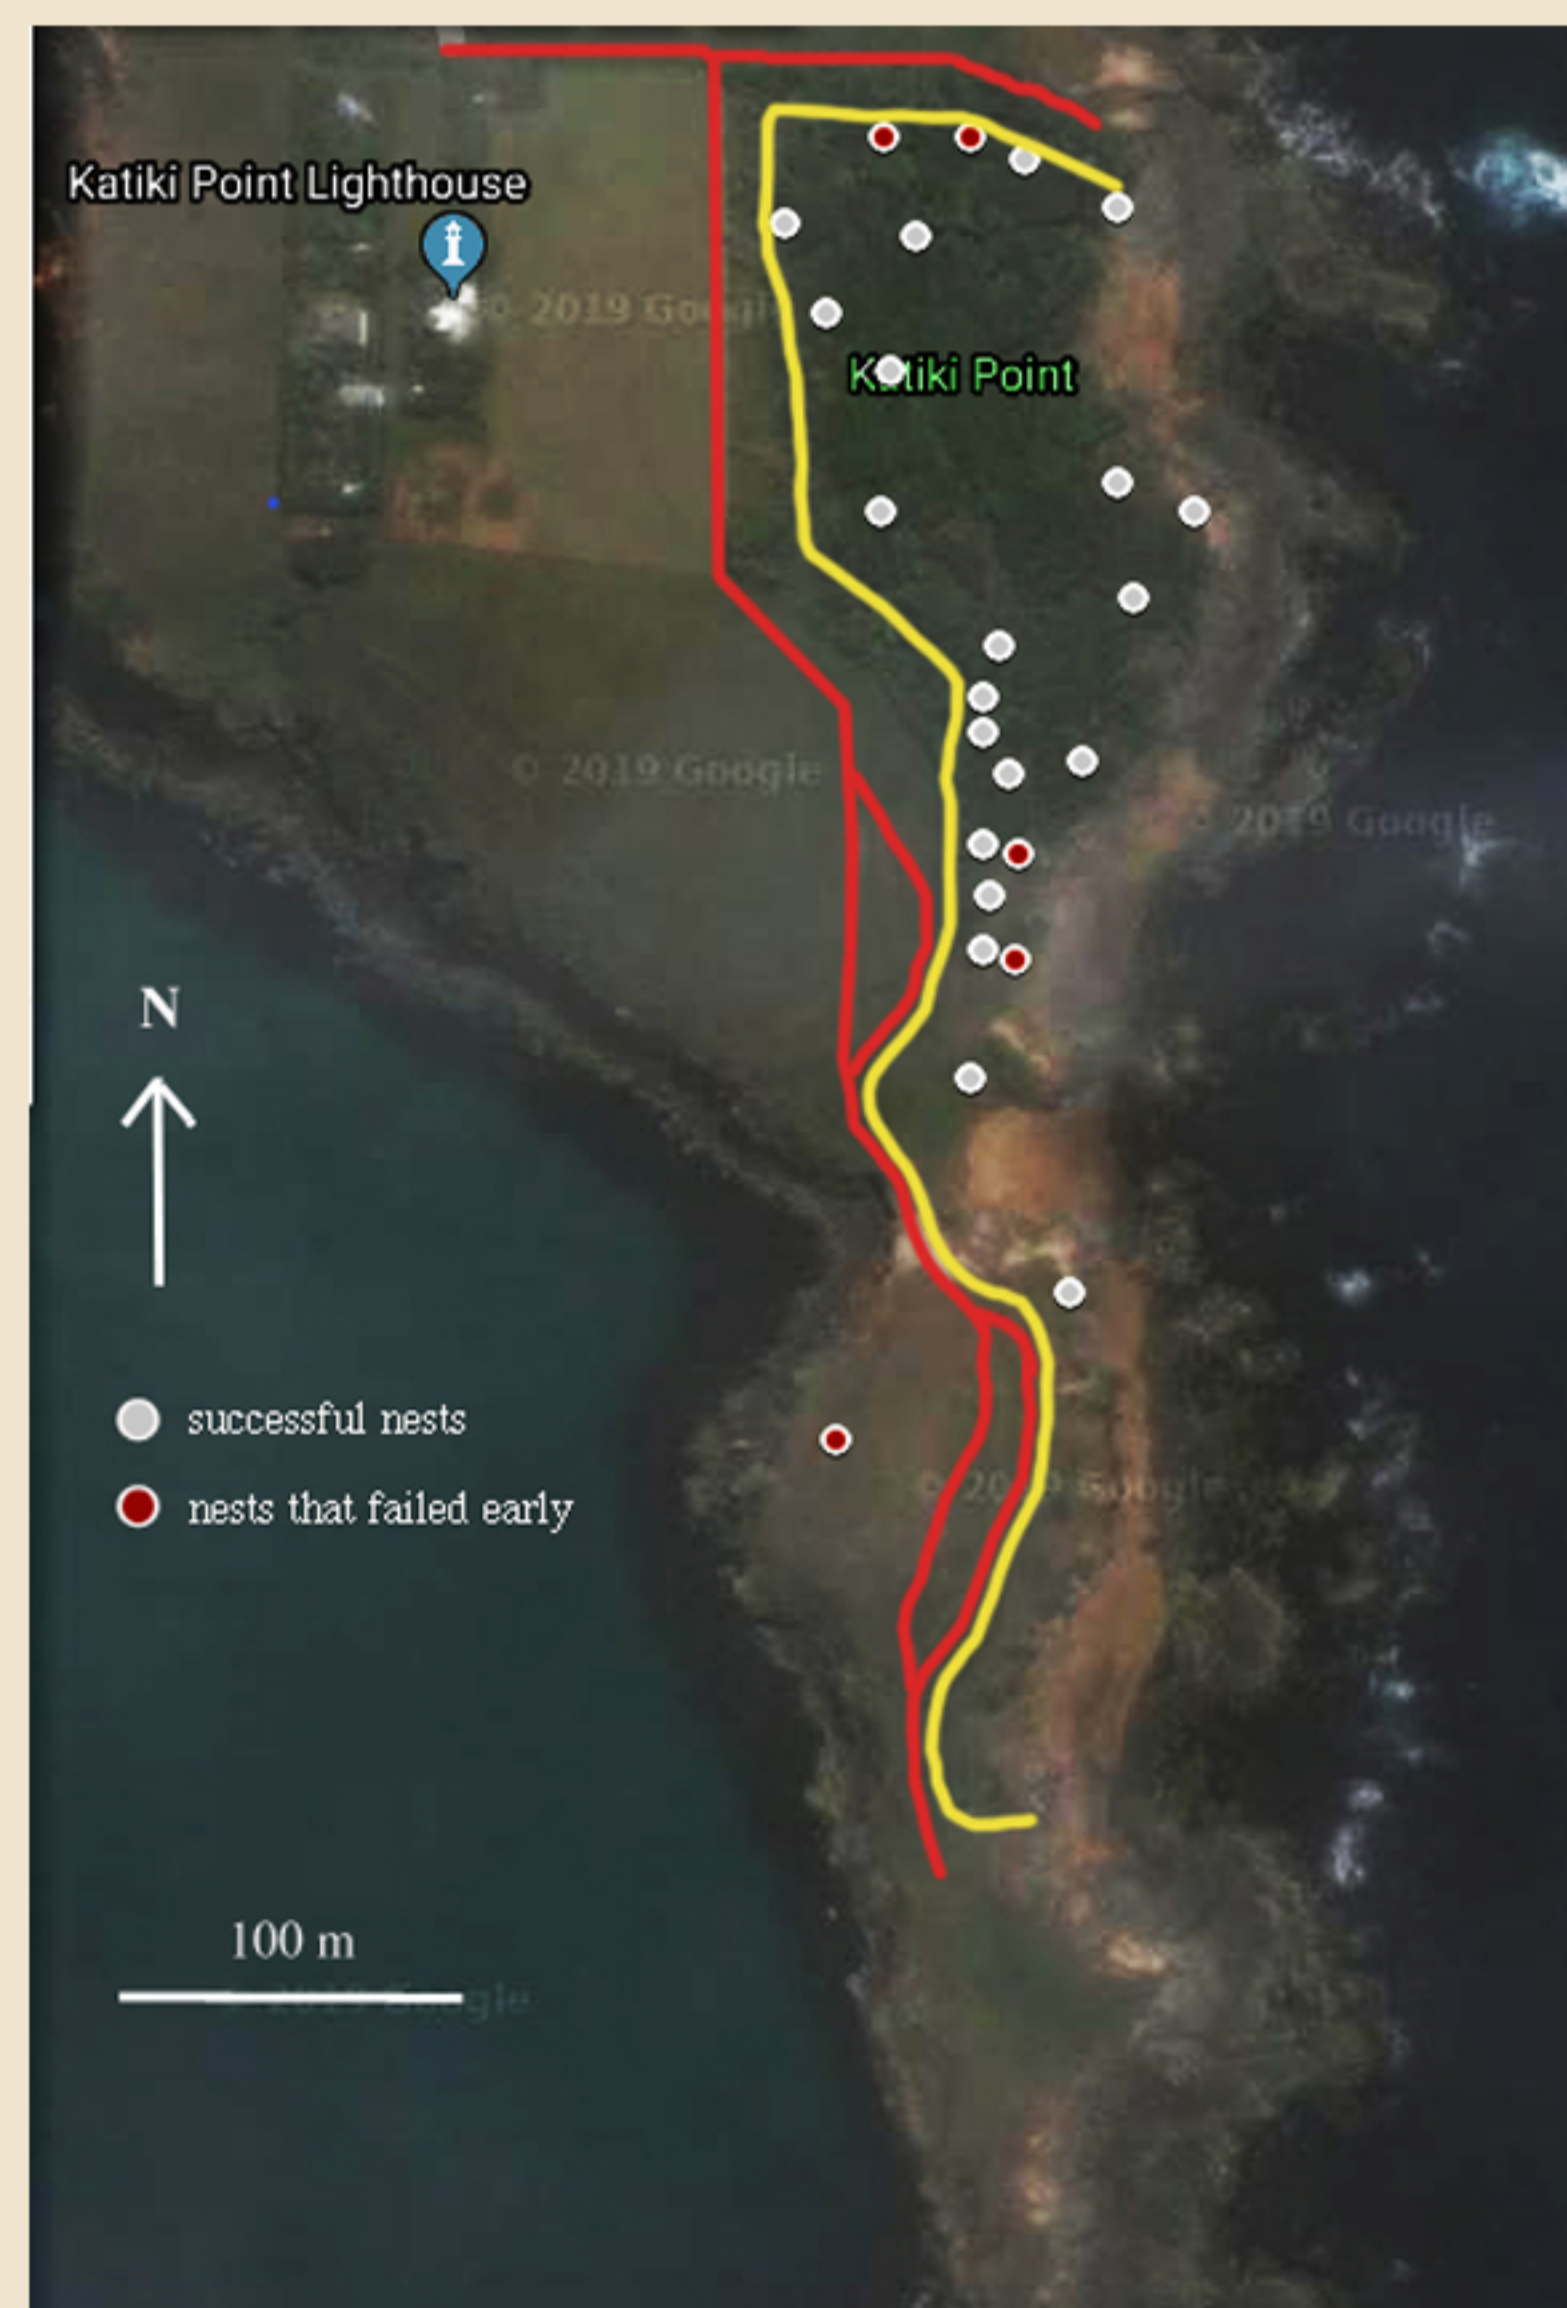 Katiki Point Lighthouse
© 2019 Google
Katiki Point
© 2019 Google
2019 Google
N
© 2019 Google
successful nests
nests that failed early
100 m